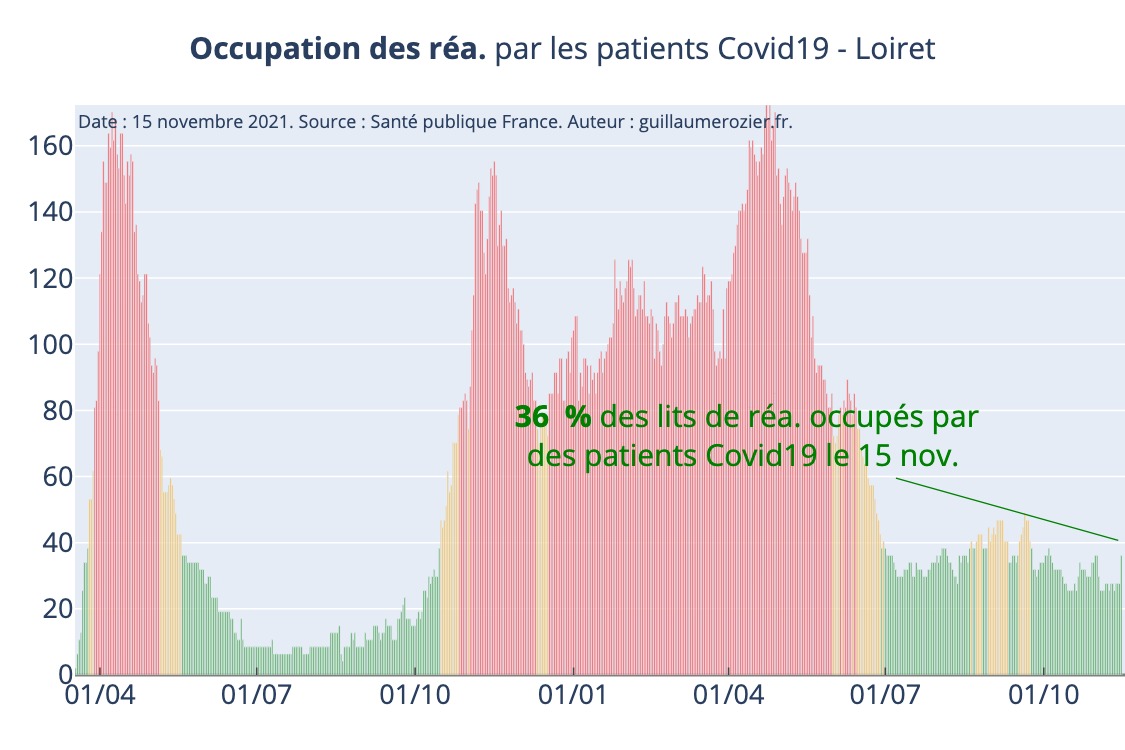 Occupation des réa. par les patients Covid19 - Loiret
Date : 15 novembre 2021. Source : Santé publique France. Auteur : guillaumerozier.fr.
160
140
120
100
80
60
40
20
0
36 % des lits de réa. occupés par
des patients Covid19 le 15 nov.
01/04 01/07 01/10 01/01 01/04 01/07 01/10